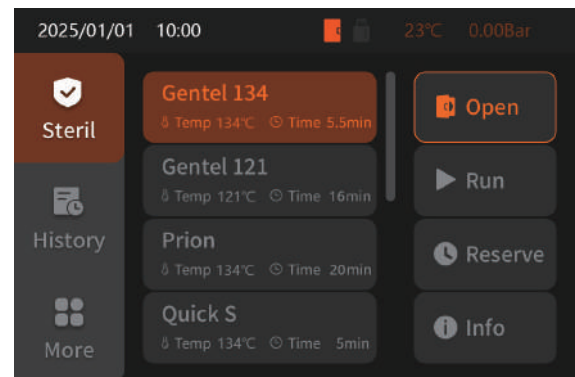 2025/01/01 10:00 23℃ 0.00Bar
Steril
History
More
Gentel 134
Temp 134℃ Time 5.5min
Gentel 121
Temp 121℃ Time 16min
Prion
Temp 134℃ Time 20min
Quick S
Temp 134℃ Time 5min
Open
Run
Reserve
Info